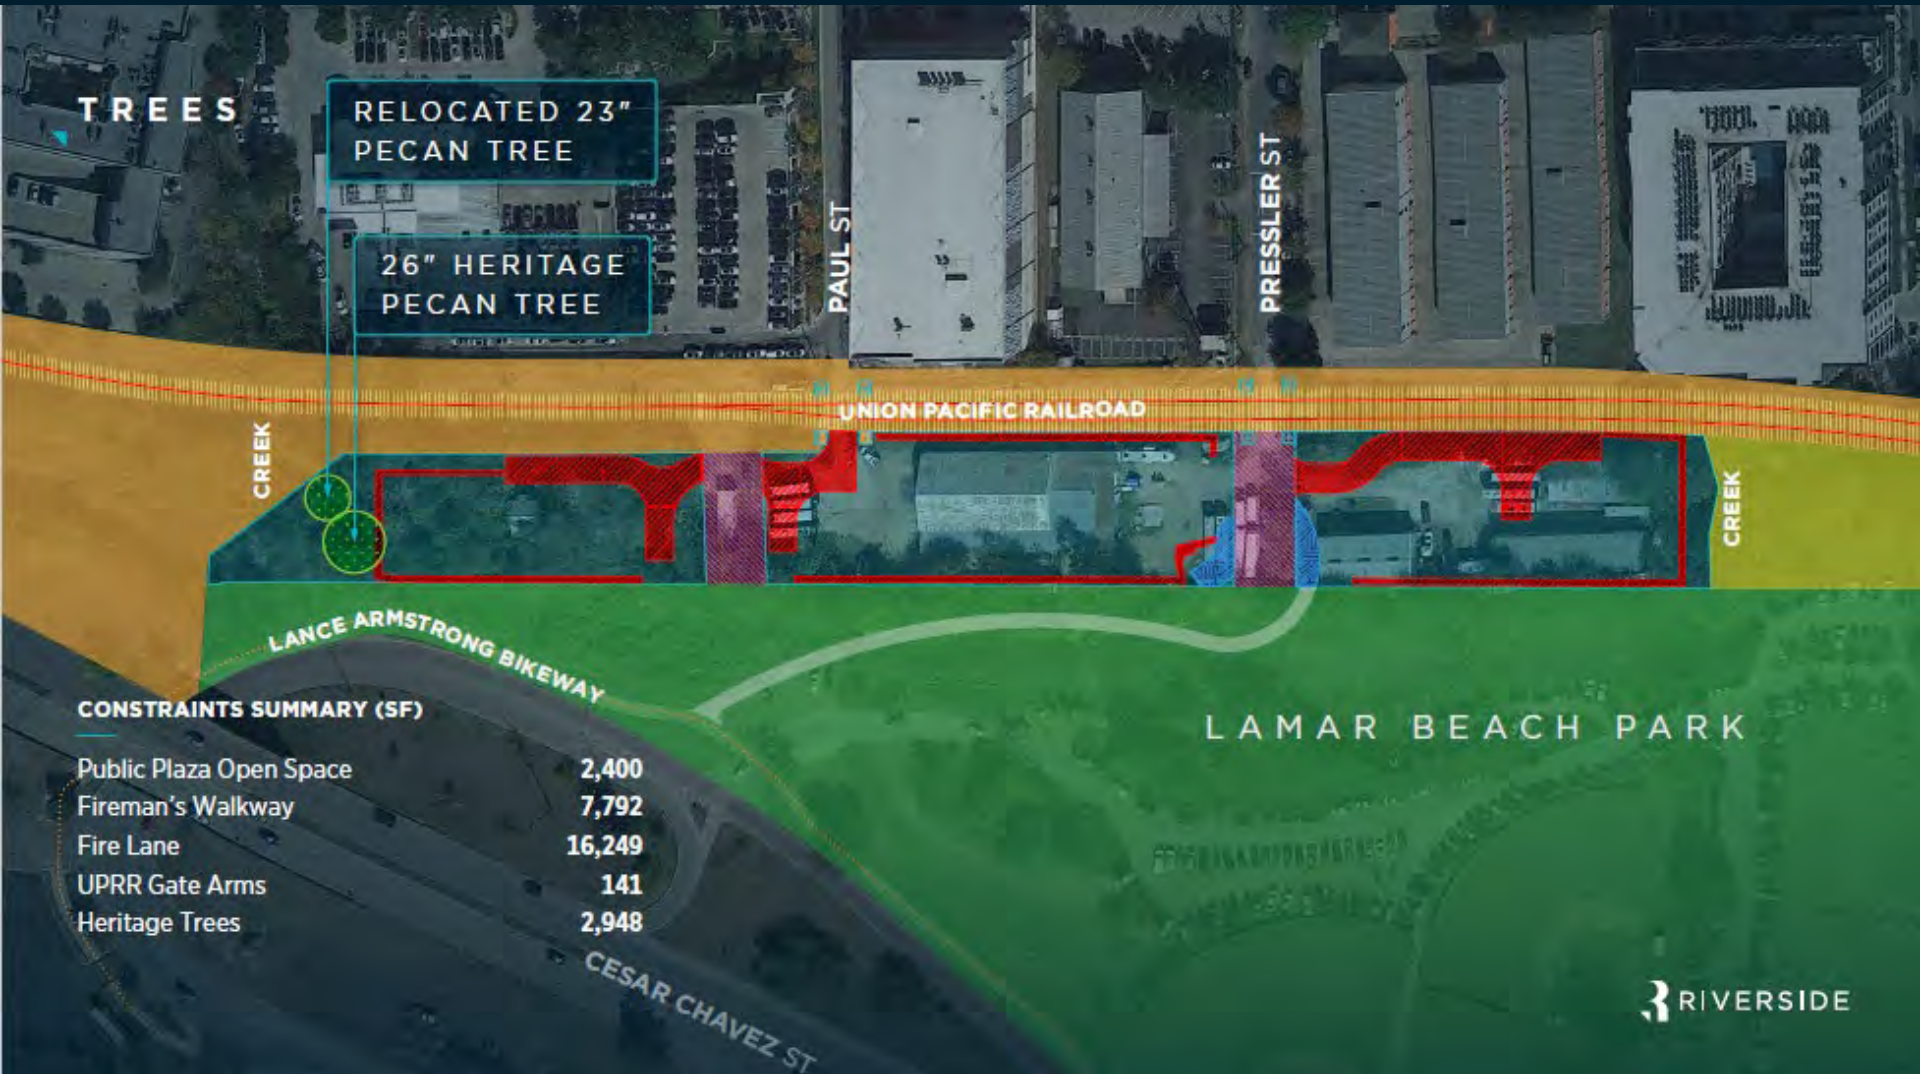 TREES
RELOCATED 23"
PECAN TREE
26" HERITAGE
PECAN TREE
PAUL ST
PRESSLER ST
UNION PACIFIC RAILROAD
CREEK
CREEK
LANCE ARMSTRONG BIKEWAY
CONSTRAINTS SUMMARY (SF)
Public Plaza Open Space 2,400
Fireman's Walkway 7,792
Fire Lane 16,249
UPRR Gate Arms 141
Heritage Trees 2,948
LAMAR BEACH PARK
CESAR CHAVEZ ST
RIVERSIDE